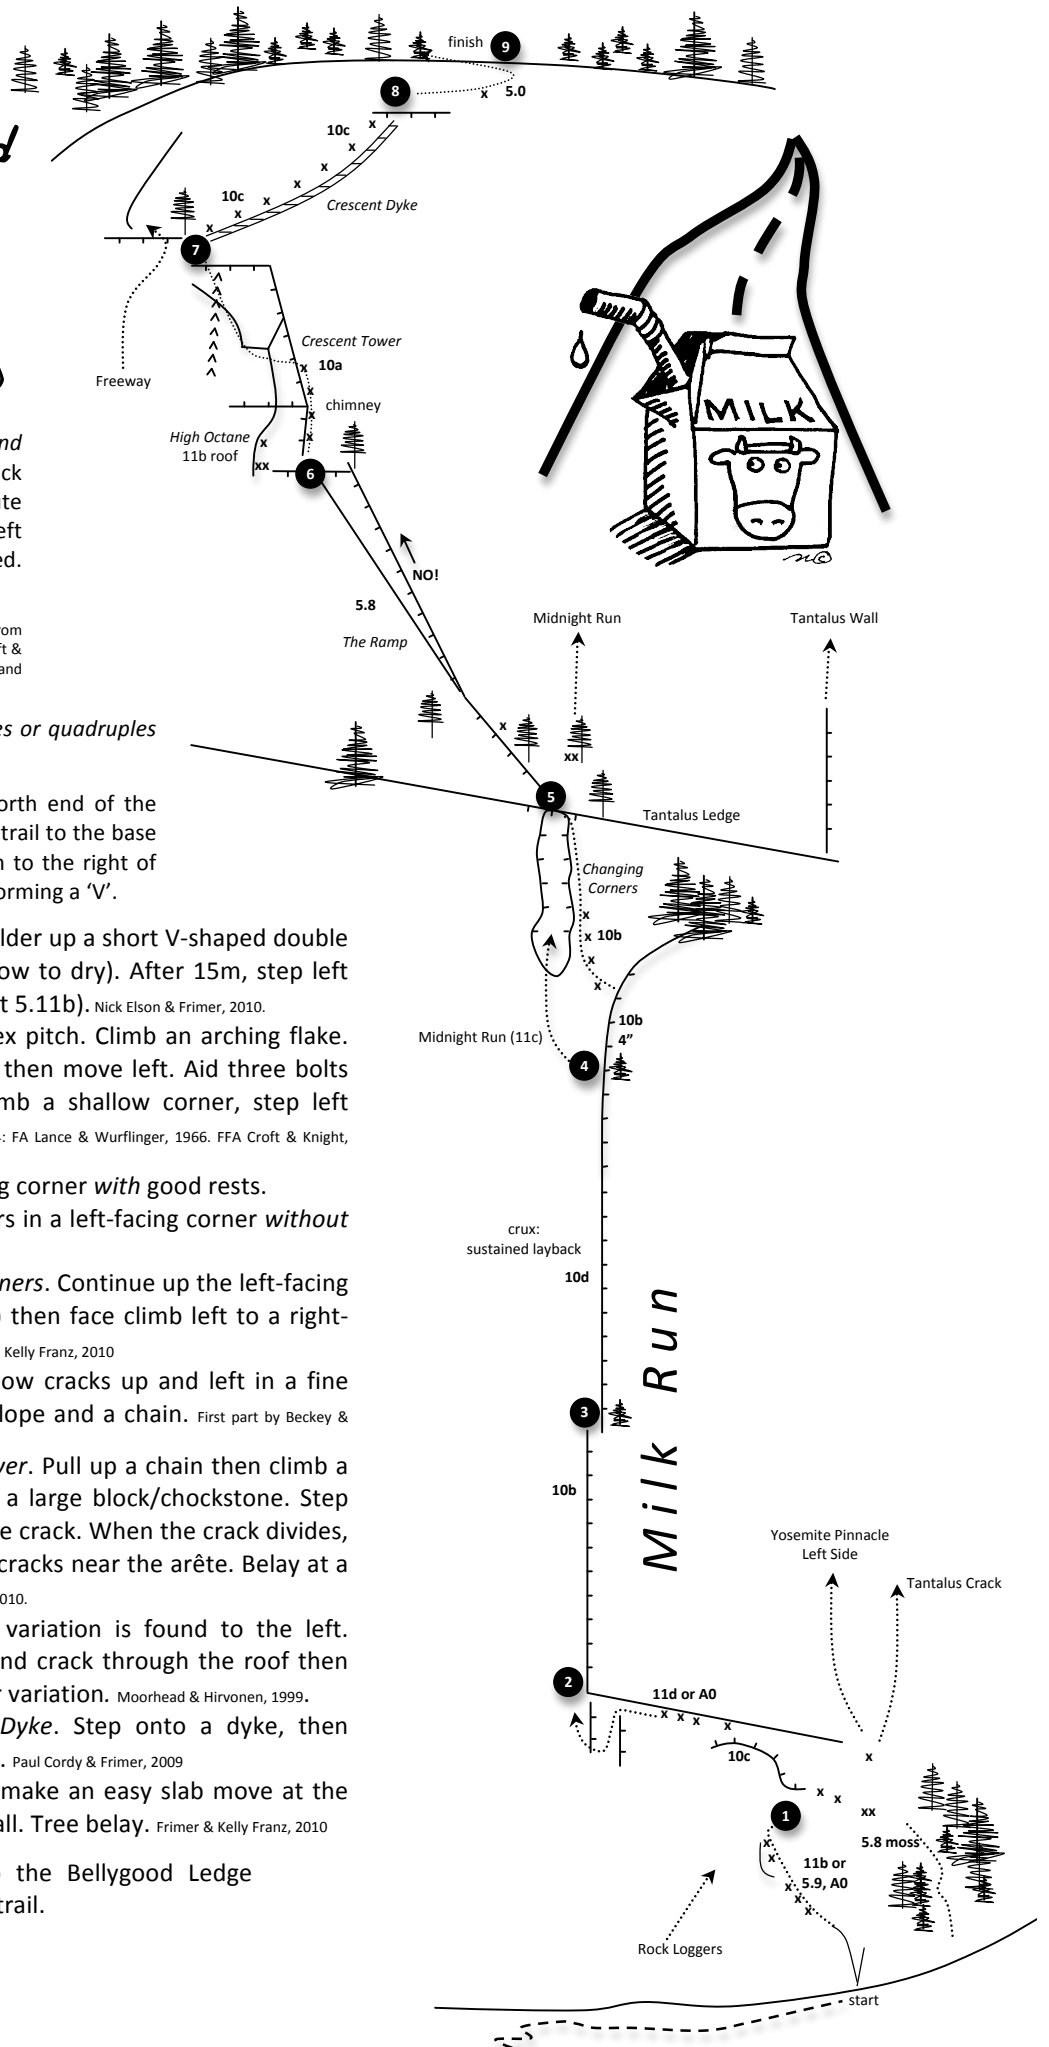 finish 9
8
5.0
10c
10c
Crescent Dyke
7
Crescent Tower
10a
Freeway
chimney
High Octane
11b roof
6
NO!
5.8
The Ramp
MILK
Midnight Run
Tantalus Wall
5
Tantalus Ledge
Changing
Corners
10b
10b
4”
Midnight Run (11c)
4
crux:
sustained layback
10d
3
10b
Milk Run
Yosemite Pinnacle
Left Side
Tantalus Crack
2
11d or A0
10c
1
5.8 moss
11b or
5.9, A0
Rock Loggers
start
x
xx
d
nd
ck
te
eft
ed.
rom
ft &
and
es or quadruples
orth end of the
trail to the base
n to the right of
orming a ‘V’.
lder up a short V-shaped double
ow to dry). After 15m, step left
t 5.11b). Nick Elson & Frimer, 2010.
ex pitch. Climb an arching flake.
then move left. Aid three bolts
mb a shallow corner, step left
: FA Lance & Wurflinger, 1966. FFA Croft & Knight,
g corner with good rests.
rs in a left-facing corner without
ners. Continue up the left-facing
) then face climb left to a right-
Kelly Franz, 2010
ow cracks up and left in a fine
lope and a chain. First part by Beckey &
ver. Pull up a chain then climb a
a large block/chockstone. Step
e crack. When the crack divides,
cracks near the arête. Belay at a
010.
variation is found to the left.
nd crack through the roof then
r variation. Moorhead & Hirvonen, 1999.
Dyke. Step onto a dyke, then
. Paul Cordy & Frimer, 2009
make an easy slab move at the
all. Tree belay. Frimer & Kelly Franz, 2010
o the Bellygood Ledge
trail.